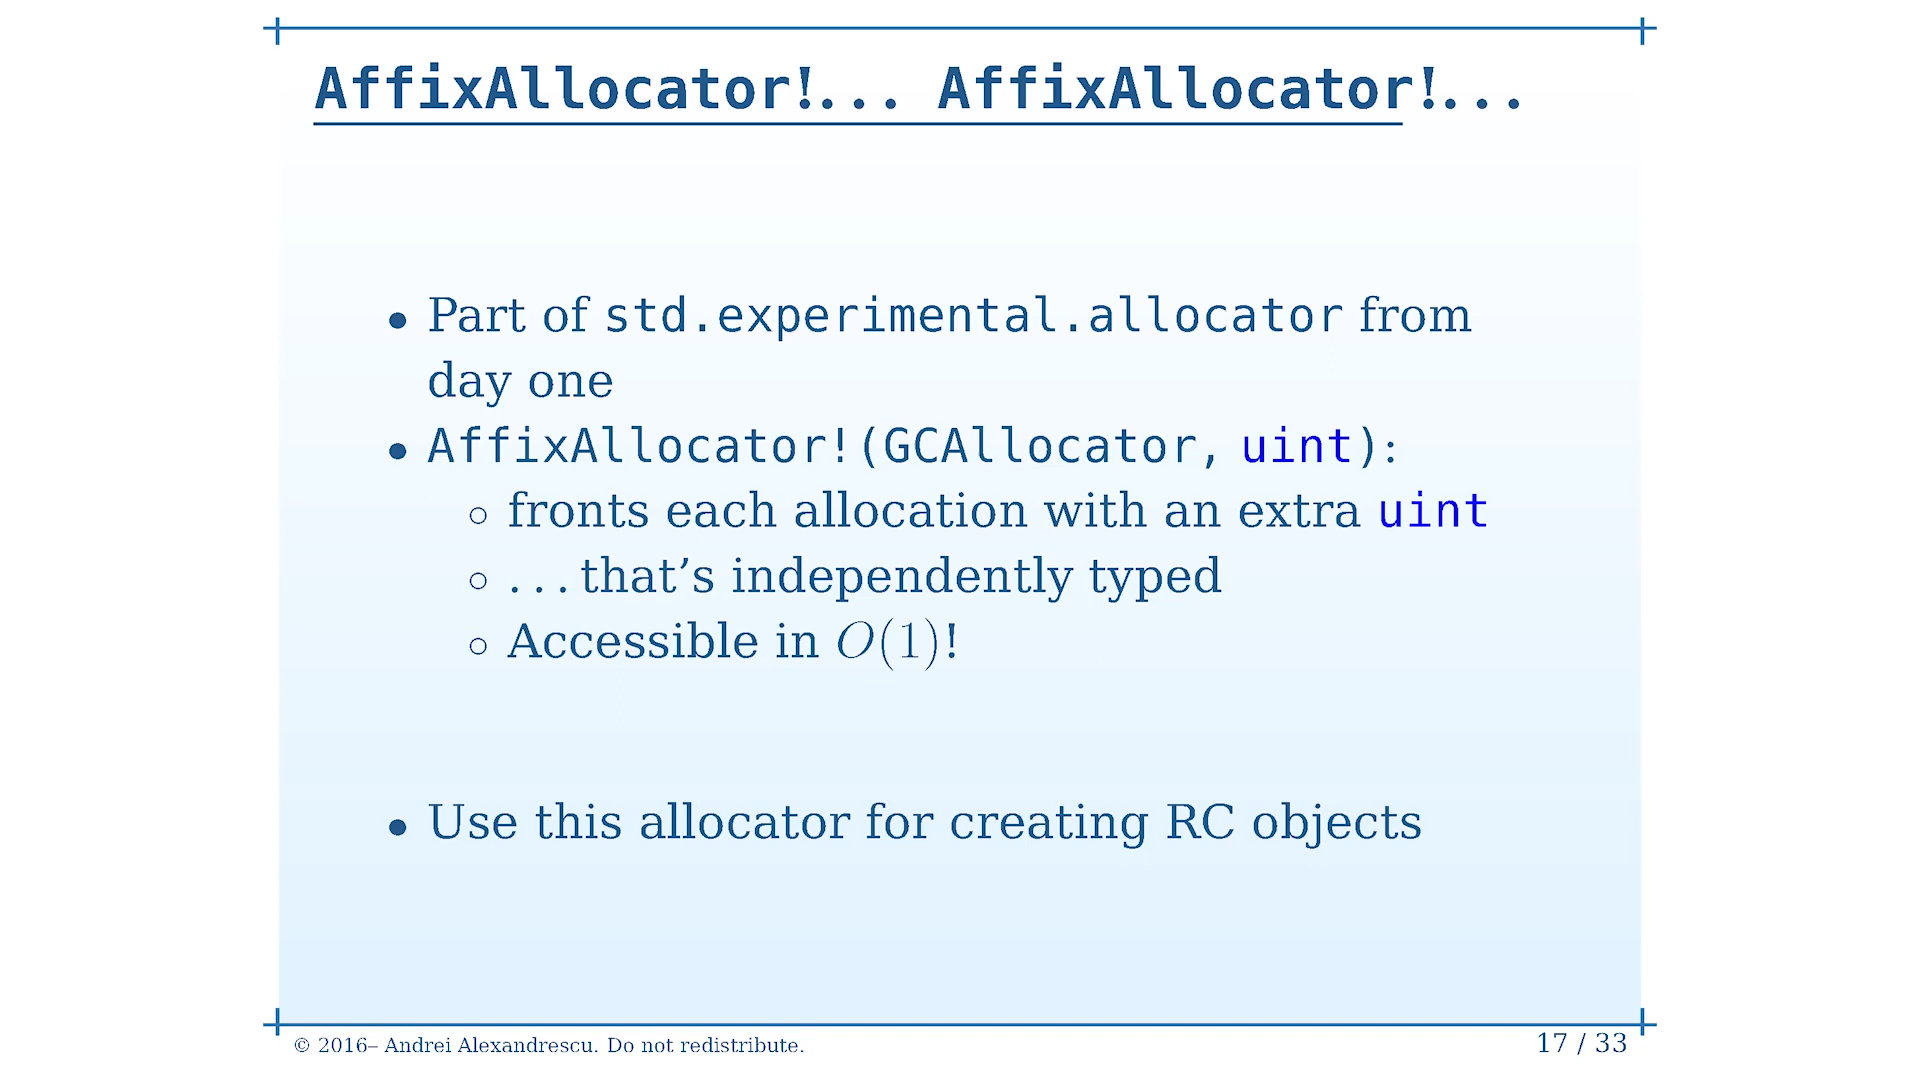 AffixAllocator!... AffixAllocator!...
• Part of std.experimental.allocator from
day one
• AffixAllocator!(GCAllocator, uint):
◦ fronts each allocation with an extra uint
◦ ...that’s independently typed
◦ Accessible in O(1)!
• Use this allocator for creating RC objects
© 2016– Andrei Alexandrescu. Do not redistribute.
17 / 33